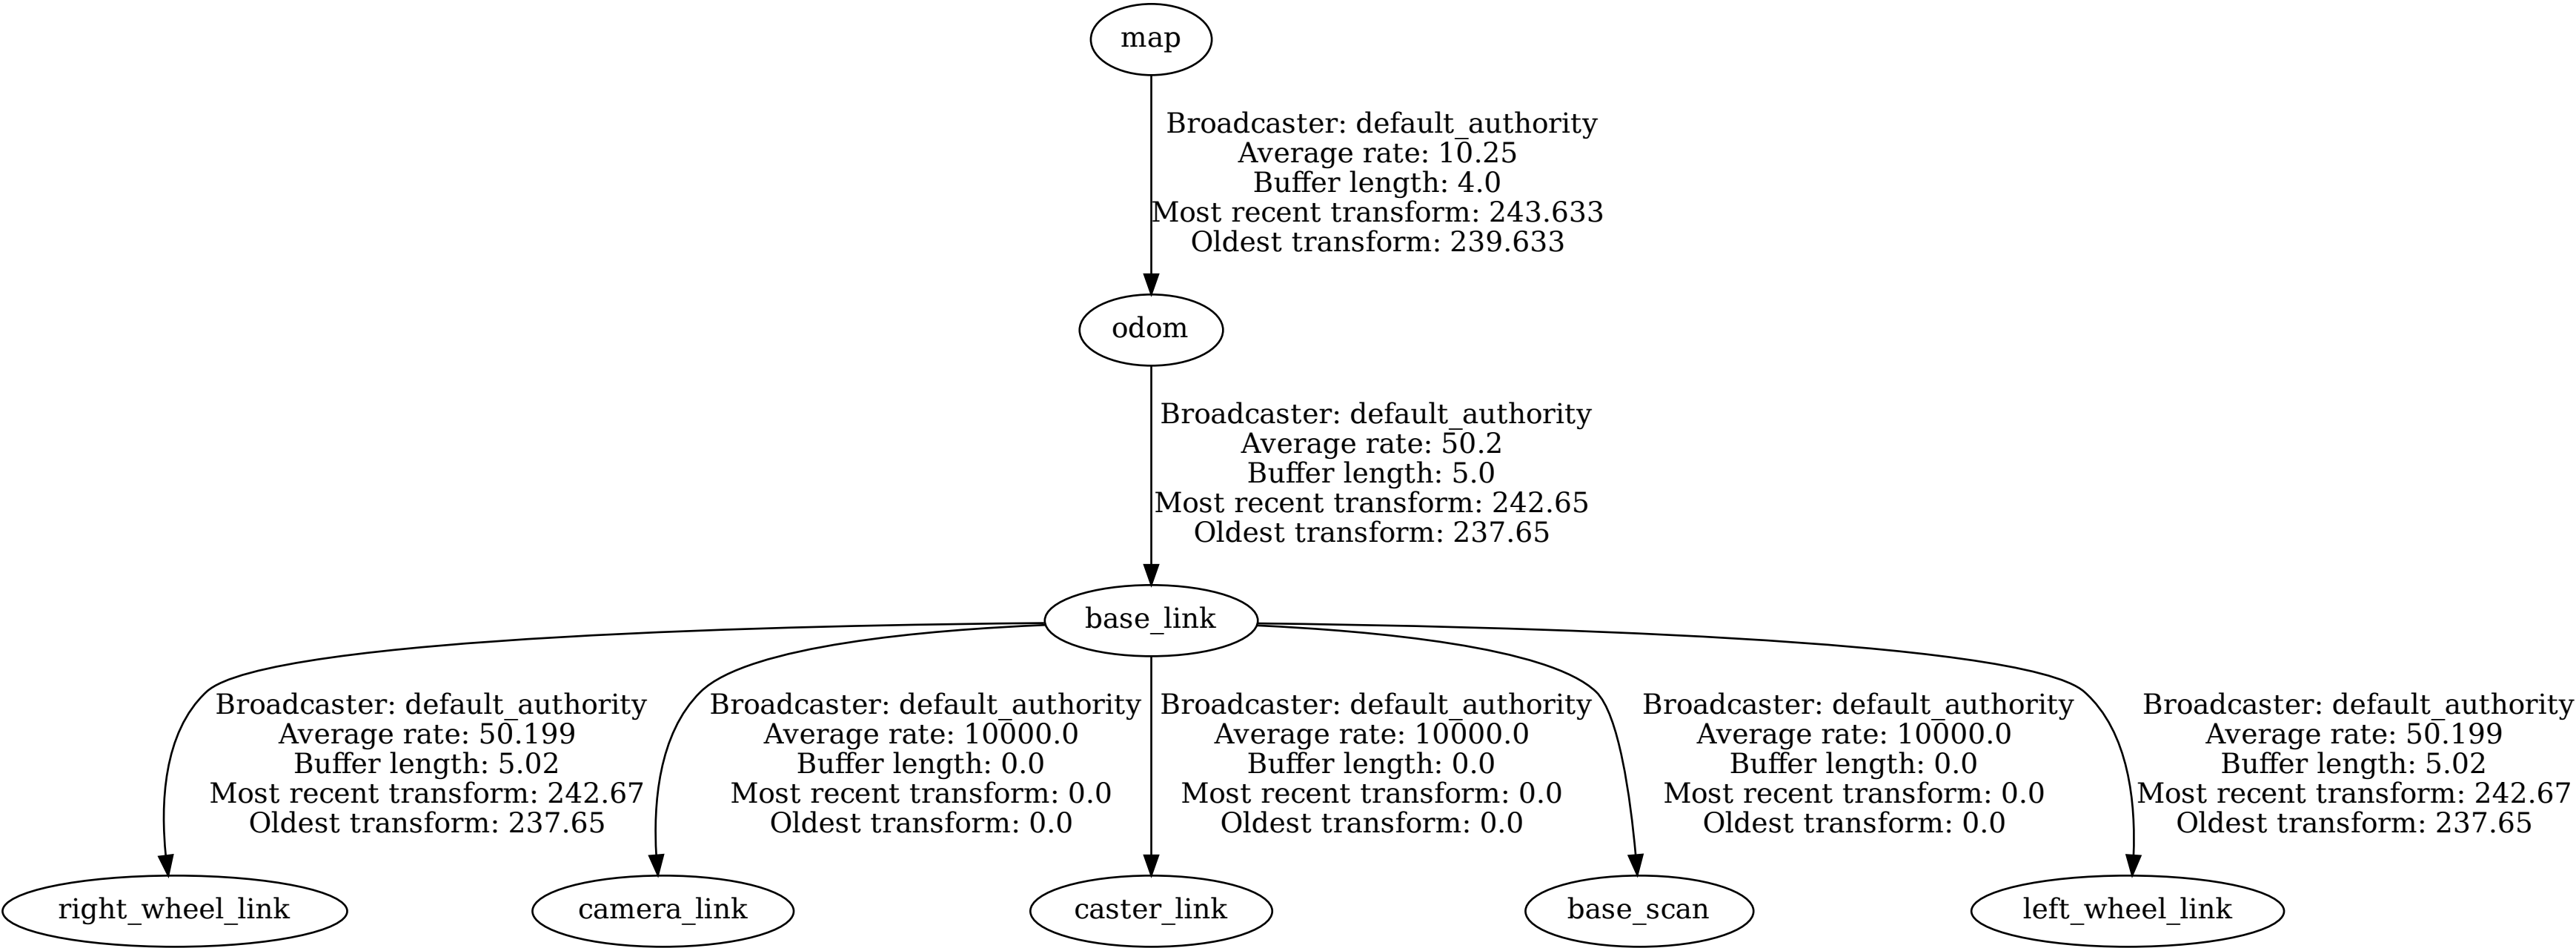 map
Broadcaster: default_authority
Average rate: 10.25
Buffer length: 4.0
Most recent transform: 243.633
Oldest transform: 239.633
odom
Broadcaster: default_authority
Average rate: 50.2
Buffer length: 5.0
Most recent transform: 242.65
Oldest transform: 237.65
base_link
Broadcaster: default_authority
Average rate: 50.199
Buffer length: 5.02
Most recent transform: 242.67
Oldest transform: 237.65
Broadcaster: default_authority
Average rate: 10000.0
Buffer length: 0.0
Most recent transform: 0.0
Oldest transform: 0.0
Broadcaster: default_authority
Average rate: 10000.0
Buffer length: 0.0
Most recent transform: 0.0
Oldest transform: 0.0
Broadcaster: default_authority
Average rate: 10000.0
Buffer length: 0.0
Most recent transform: 0.0
Oldest transform: 0.0
Broadcaster: default_authority
Average rate: 50.199
Buffer length: 5.02
Most recent transform: 242.67
Oldest transform: 237.65
right_wheel_link
camera_link
caster_link
base_scan
left_wheel_link